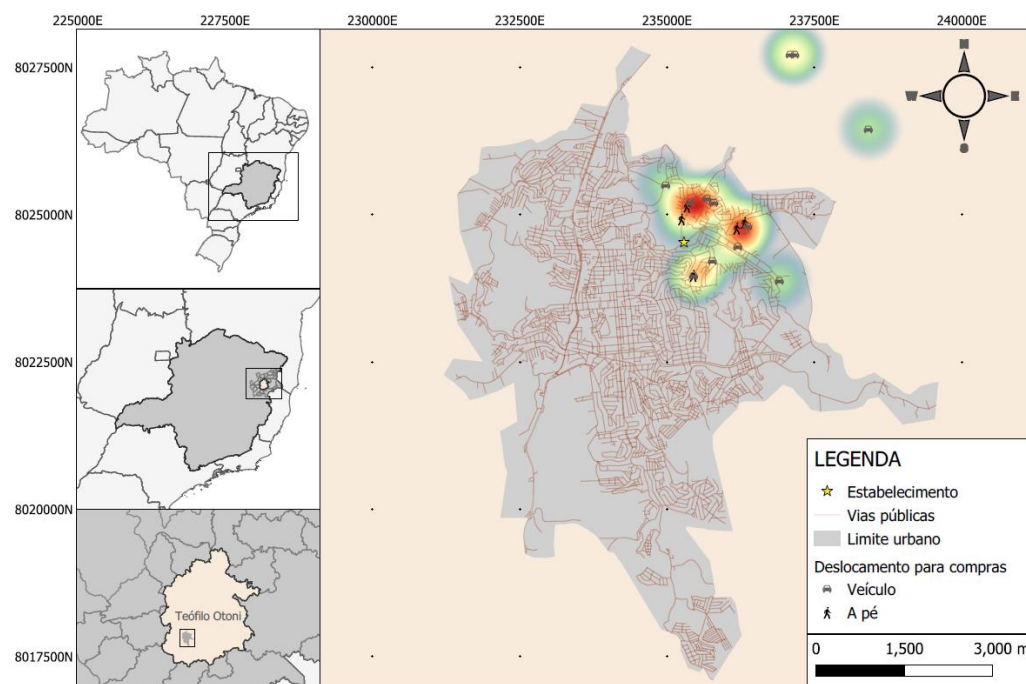 225000E 227500E 230000E 232500E 235000E 237500E 240000E
8027500N
8025000N
8022500N
8020000N
8017500N
Teófilo Otoni
LEGENDA
Estabelecimento
Vias públicas
Limite urbano
Deslocamento para compras
Veículo
A pé
0 1,500 3,000 m